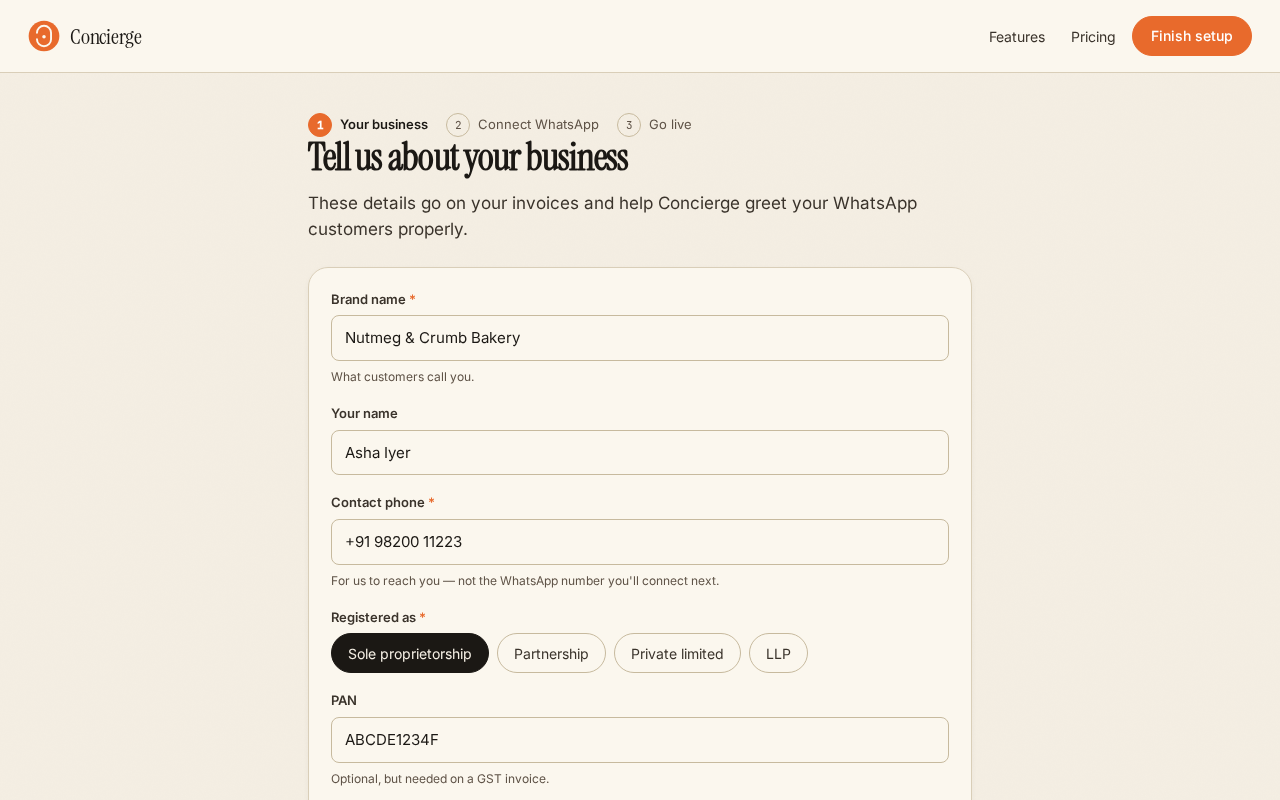 Concierge
Features
Pricing
Finish setup
1 Your business
2 Connect WhatsApp
3 Go live
Tell us about your business
These details go on your invoices and help Concierge greet your WhatsApp
customers properly.
Brand name *
Nutmeg & Crumb Bakery
What customers call you.
Your name
Asha Iyer
Contact phone *
+91 98200 11223
For us to reach you — not the WhatsApp number you'll connect next.
Registered as *
Sole proprietorship
Partnership
Private limited
LLP
PAN
ABCDE1234F
Optional, but needed on a GST invoice.